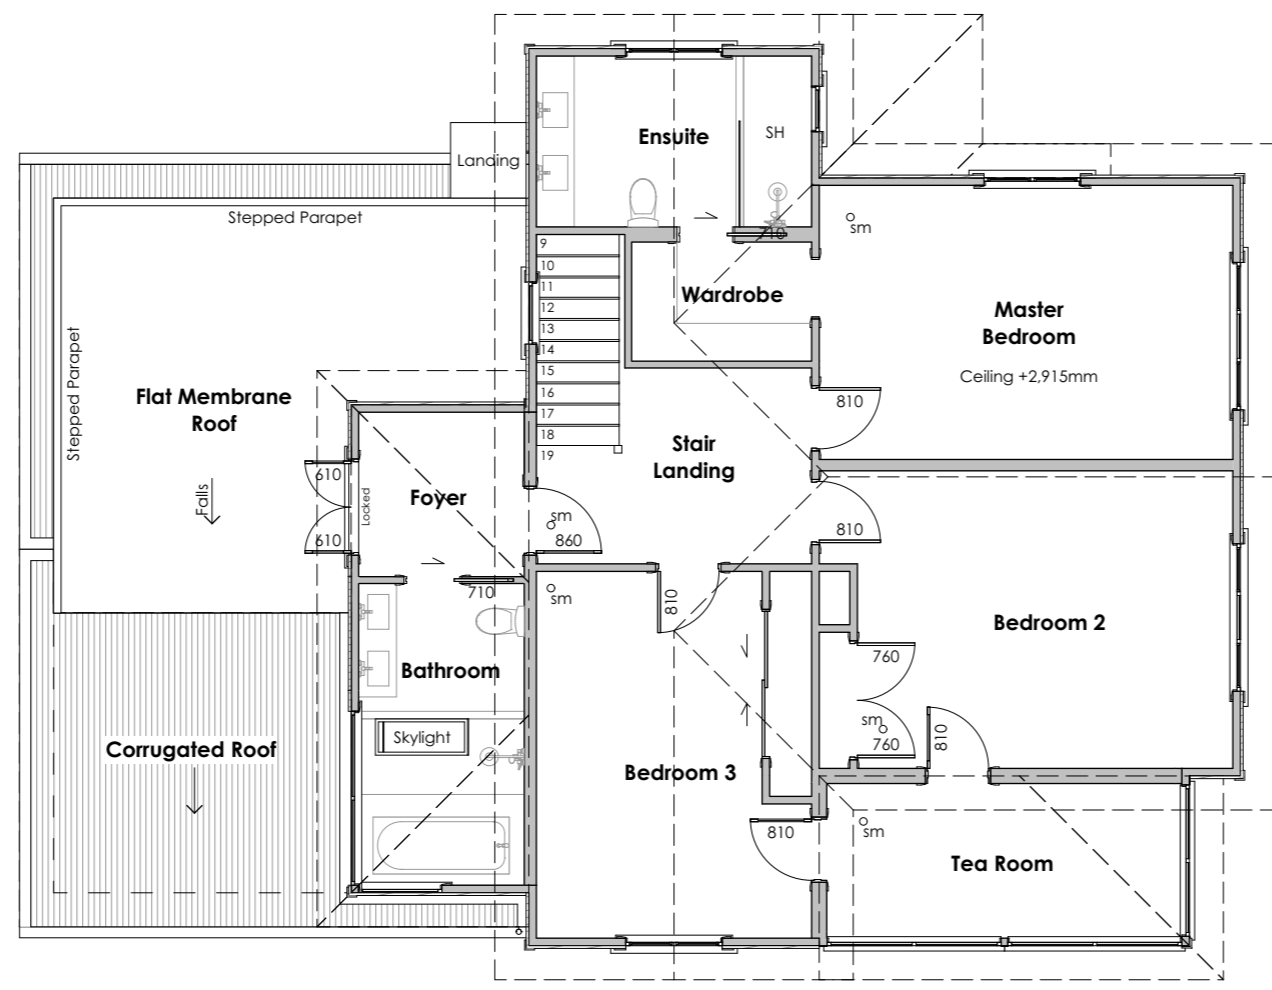 Ensuite
SH
Landing
Stepped Parapet
sm
710
9
10
11
12
13
14
15
16
17
18
19
Wardrobe
Master
Bedroom
Ceiling +2,915mm
Stepped Parapet
Flat Membrane
Roof
810
Stair
Landing
610
Falls
Locked
Foyer
sm
860
610
810
710
sm
810
Bedroom 2
Bathroom
760
sm
760
810
Skylight
Corrugated Roof
Bedroom 3
810
sm
Tea Room